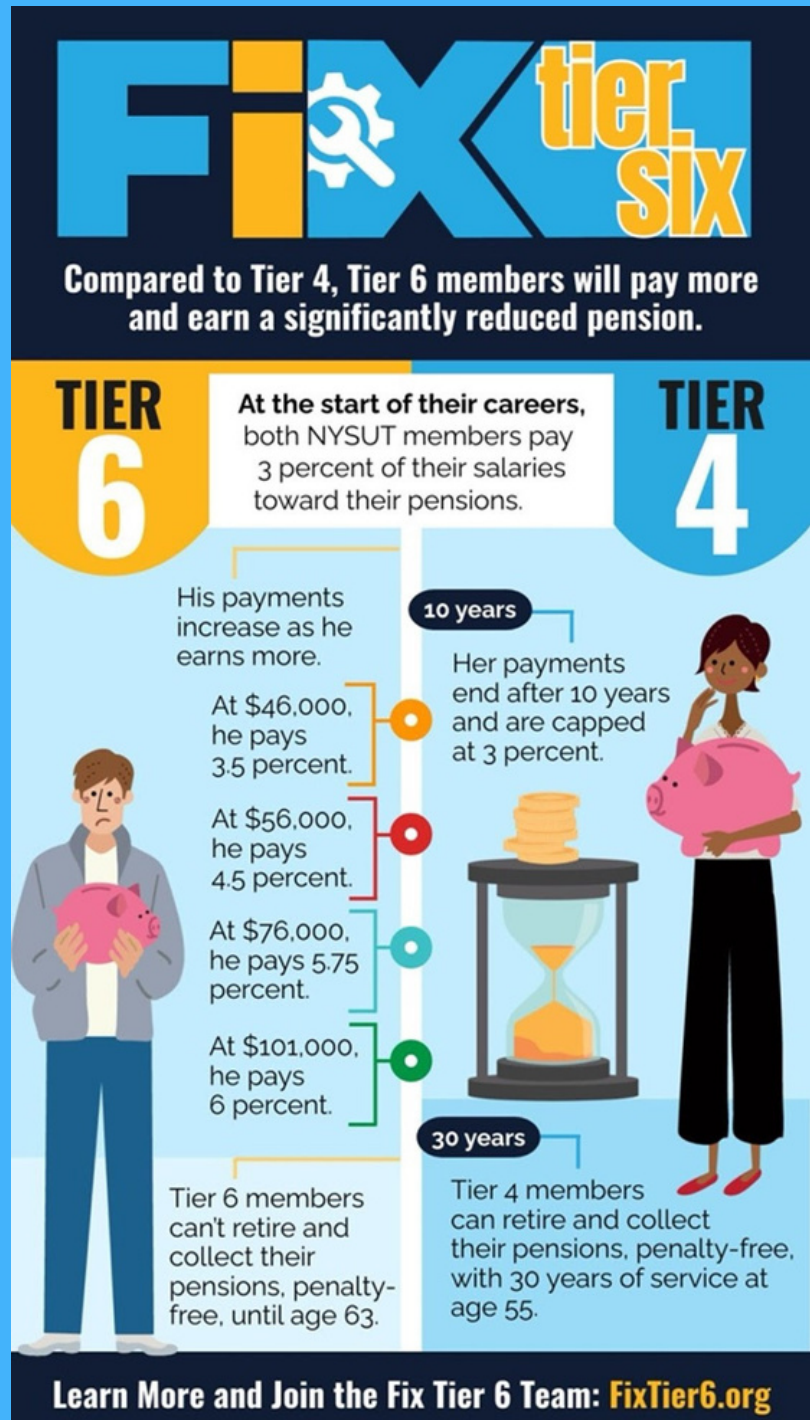 FiX
tier
six
Compared to Tier 4, Tier 6 members will pay more
and earn a significantly reduced pension.
TIER
6
At the start of their careers,
both NYSUT members pay
3 percent of their salaries
toward their pensions.
TIER
4
His payments
increase as he
earns more.
At $46,000,
he pays
3.5 percent.
At $56,000,
he pays
4.5 percent.
At $76,000,
he pays 5.75
percent.
At $101,000,
he pays
6 percent.
Tier 6 members
can't retire and
collect their
pensions, penalty-
free, until age 63.
10 years
Her payments
end after 10 years
and are capped
at 3 percent.
30 years
Tier 4 members
can retire and collect
their pensions, penalty-free,
with 30 years of service at
age 55.
Learn More and Join the Fix Tier 6 Team: FixTier6.org